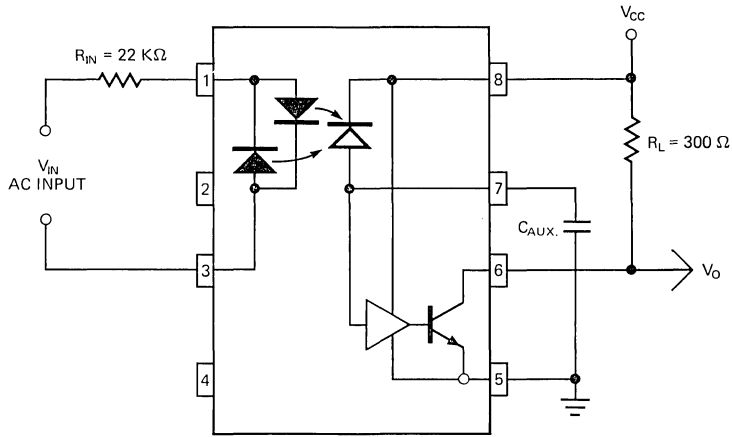 R_IN = 22 KΩ
V_CC
1
8
R_L = 300 Ω
V_IN
AC INPUT
2
7
C_AUX.
3
6
V_O
4
5